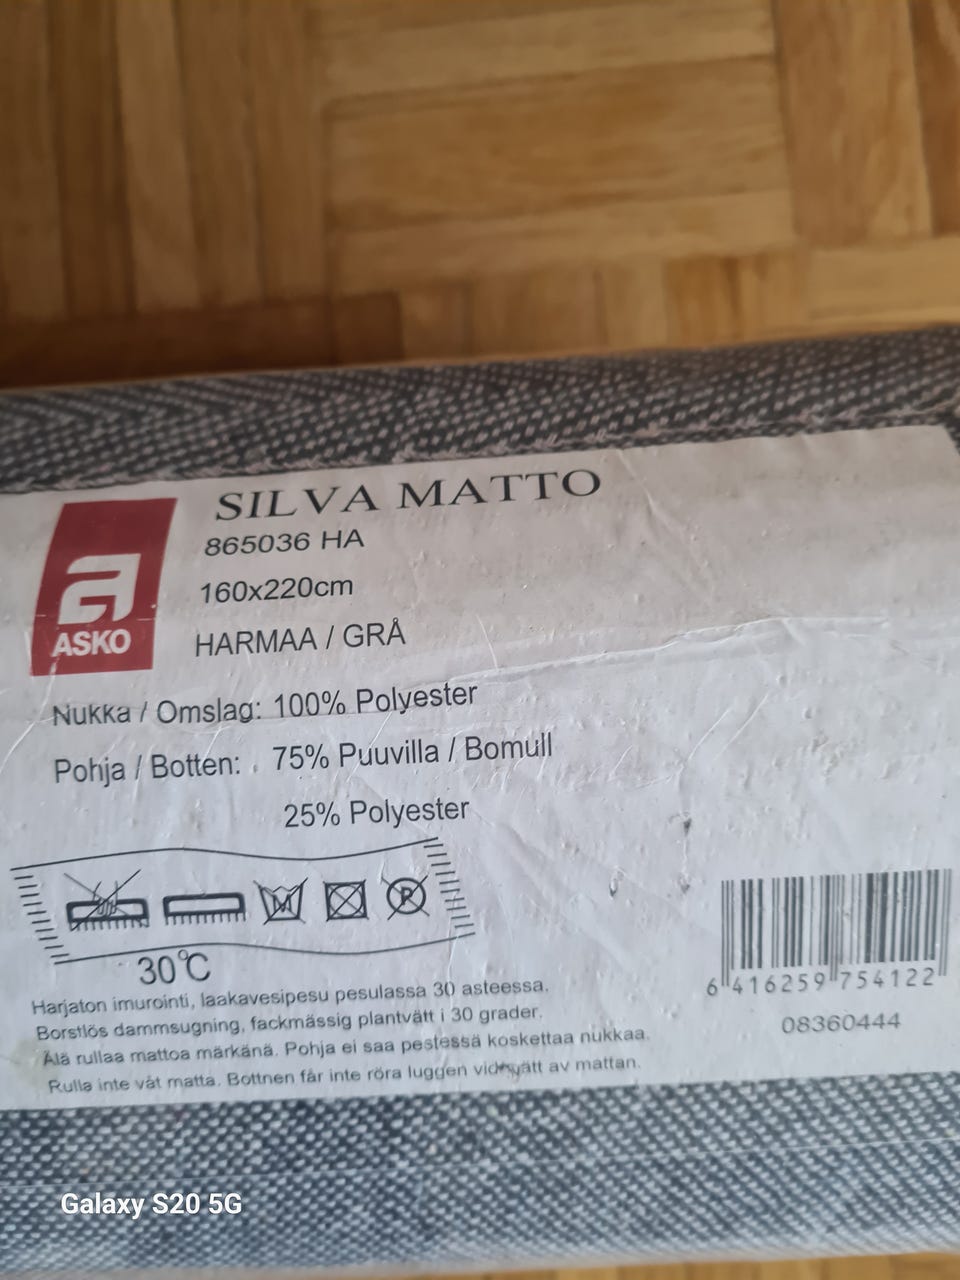 SILVA MATTO
865036 HA
160x220cm
HARMAA / GRÅ
a
ASKO
Nukka / Omslag: 100% Polyester
Pohja / Botten: 75% Puuvilla / Bomull
25% Polyester
M P
30°C
Harjaton imurointi, laakavesipesu pesulassa 30 asteessa.
Borstlös dammsugning, fackmässig plantvätt i 30 grader.
Älä rullaa mattoa märkänä. Pohja ei saa pestessä koskettaa nukkaa.
Rulla inte våt matta. Bottnen får inte röra luggen vid tvätt av mattan.
6 416259 754122
08360444
Galaxy S20 5G